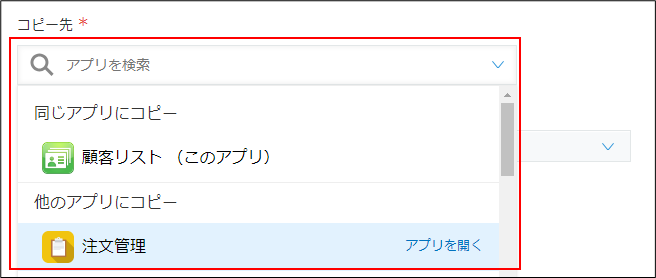 コピー先 *
アプリを検索
同じアプリにコピー
顧客リスト （このアプリ）
他のアプリにコピー
注文管理 アプリを開く